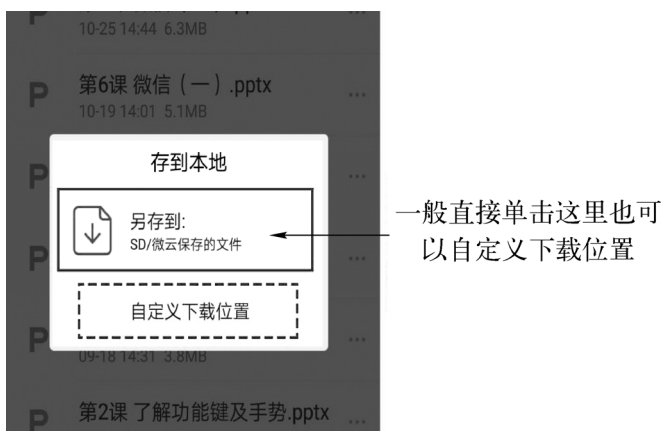 10-25 14:44 6.3MB
第6课 微信（一）.pptx
10-19 14:01 5.1MB
存到本地
另存到:
SD/微云保存的文件
自定义下载位置
09-18 14:31 3.8MB
第2课 了解功能键及手势.pptx
一般直接单击这里也可
以自定义下载位置